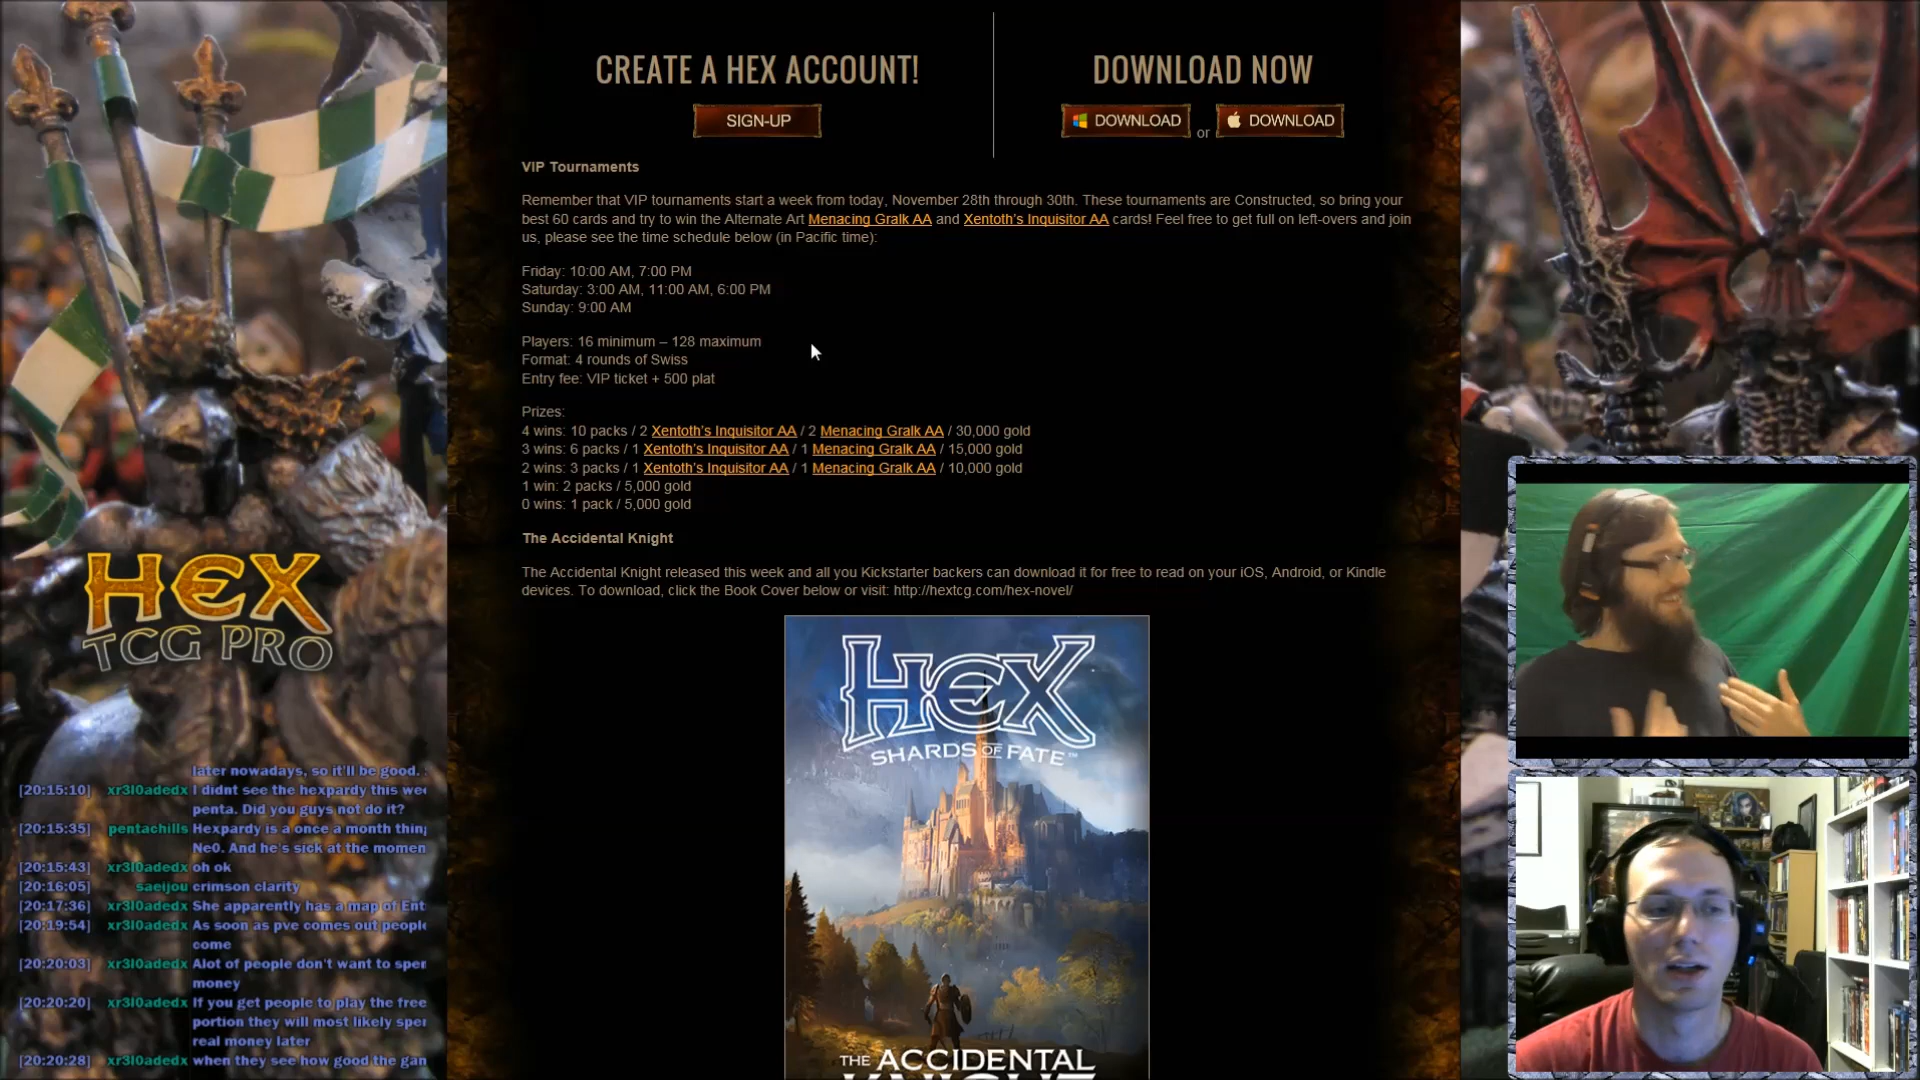 CREATE A HEX ACCOUNT!
SIGN-UP
DOWNLOAD NOW
DOWNLOAD or DOWNLOAD
VIP Tournaments
Remember that VIP tournaments start a week from today, November 28th through 30th. These tournaments are Constructed, so bring your
best 60 cards and try to win the Alternate Art Menacing Gralk AA and Xentoth's Inquisitor AA cards! Feel free to get full on left-overs and join
us, please see the time schedule below (in Pacific time):
Friday: 10:00 AM, 7:00 PM
Saturday: 3:00 AM, 11:00 AM, 6:00 PM
Sunday: 9:00 AM
Players: 16 minimum – 128 maximum
Format: 4 rounds of Swiss
Entry fee: VIP ticket + 500 plat
Prizes:
4 wins: 10 packs / 2 Xentoth's Inquisitor AA / 2 Menacing Gralk AA / 30,000 gold
3 wins: 6 packs / 1 Xentoth's Inquisitor AA / 1 Menacing Gralk AA / 15,000 gold
2 wins: 3 packs / 1 Xentoth's Inquisitor AA / 1 Menacing Gralk AA / 10,000 gold
1 win: 2 packs / 5,000 gold
0 wins: 1 pack / 5,000 gold
The Accidental Knight
The Accidental Knight released this week and all you Kickstarter backers can download it for free to read on your iOS, Android, or Kindle
devices. To download, click the Book Cover below or visit: http://hextcg.com/hex-novel/
HEX
SHARDS OF FATE™
THE ACCIDENTAL
KNIGHT
HEX
TCG PRO
later nowadays, so it'll be good.
[20:15:10] xr3l0adedx I didnt see the hexpardy this
penta. Did you guys not do it?
[20:15:35] pentachills Hexpardy is a once a month
Ne0. And he's sick at the
[20:15:43] xr3l0adedx oh ok
[20:16:05] saeijou crimson clarity
[20:17:36] xr3l0adedx She apparently has a map of
[20:19:54] xr3l0adedx As soon as pve comes out
come
[20:20:03] xr3l0adedx Alot of people don't want to
money
[20:20:20] xr3l0adedx If you get people to play the free
portion they will most likely
real money later
[20:20:28] xr3l0adedx when they see how good the